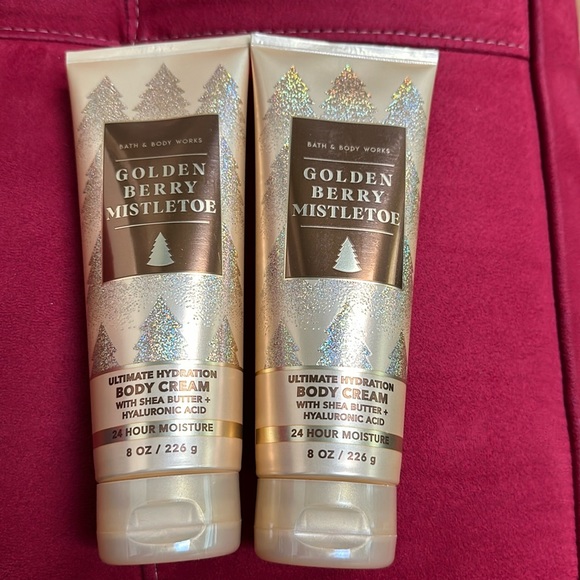 BATH & BODY WORKS
GOLDEN
BERRY
MISTLETOE
ULTIMATE HYDRATION
BODY CREAM
WITH SHEA BUTTER +
HYALURONIC ACID
24 HOUR MOISTURE
8 OZ / 226 g
BATH & BODY WORKS
GOLDEN
BERRY
MISTLETOE
ULTIMATE HYDRATION
BODY CREAM
WITH SHEA BUTTER +
HYALURONIC ACID
24 HOUR MOISTURE
8 OZ / 226 g